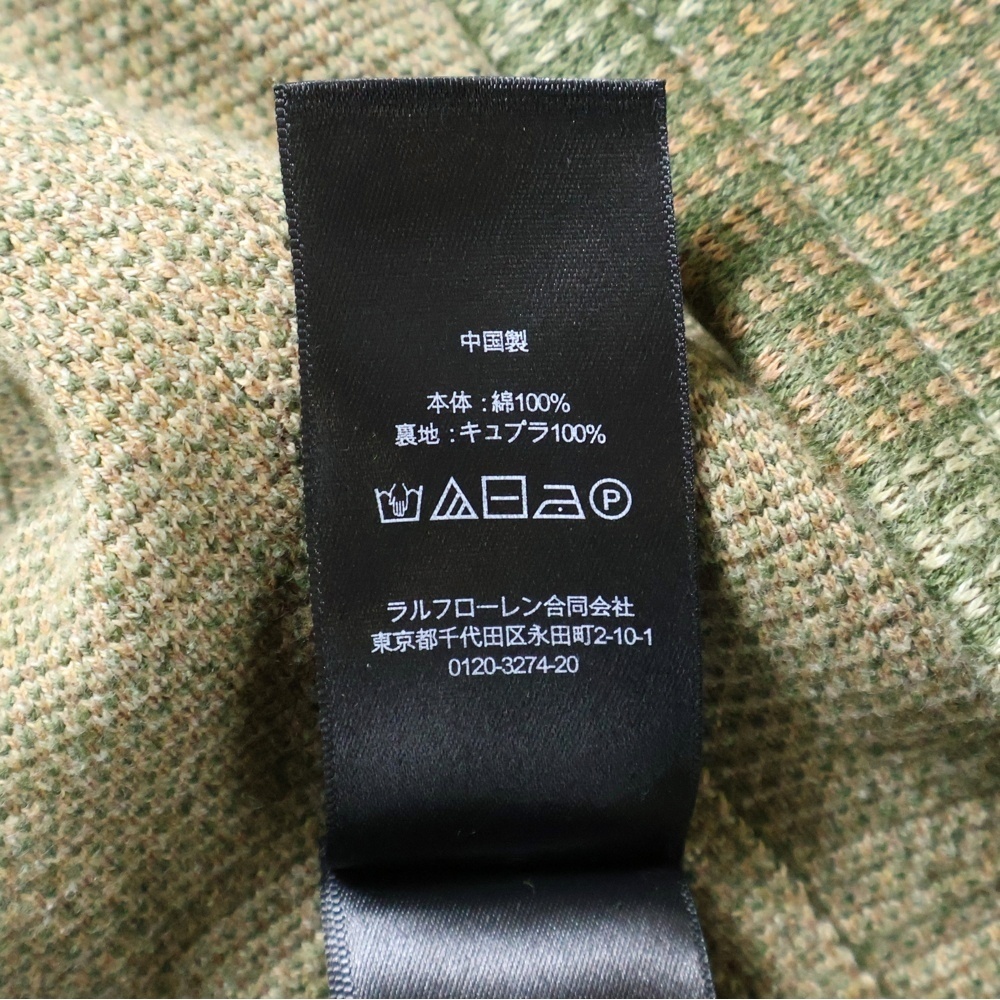 中国製
本体 : 綿100%
裏地 : キュプラ100%
P
ラルフローレン合同会社
東京都千代田区永田町2-10-1
0120-3274-20